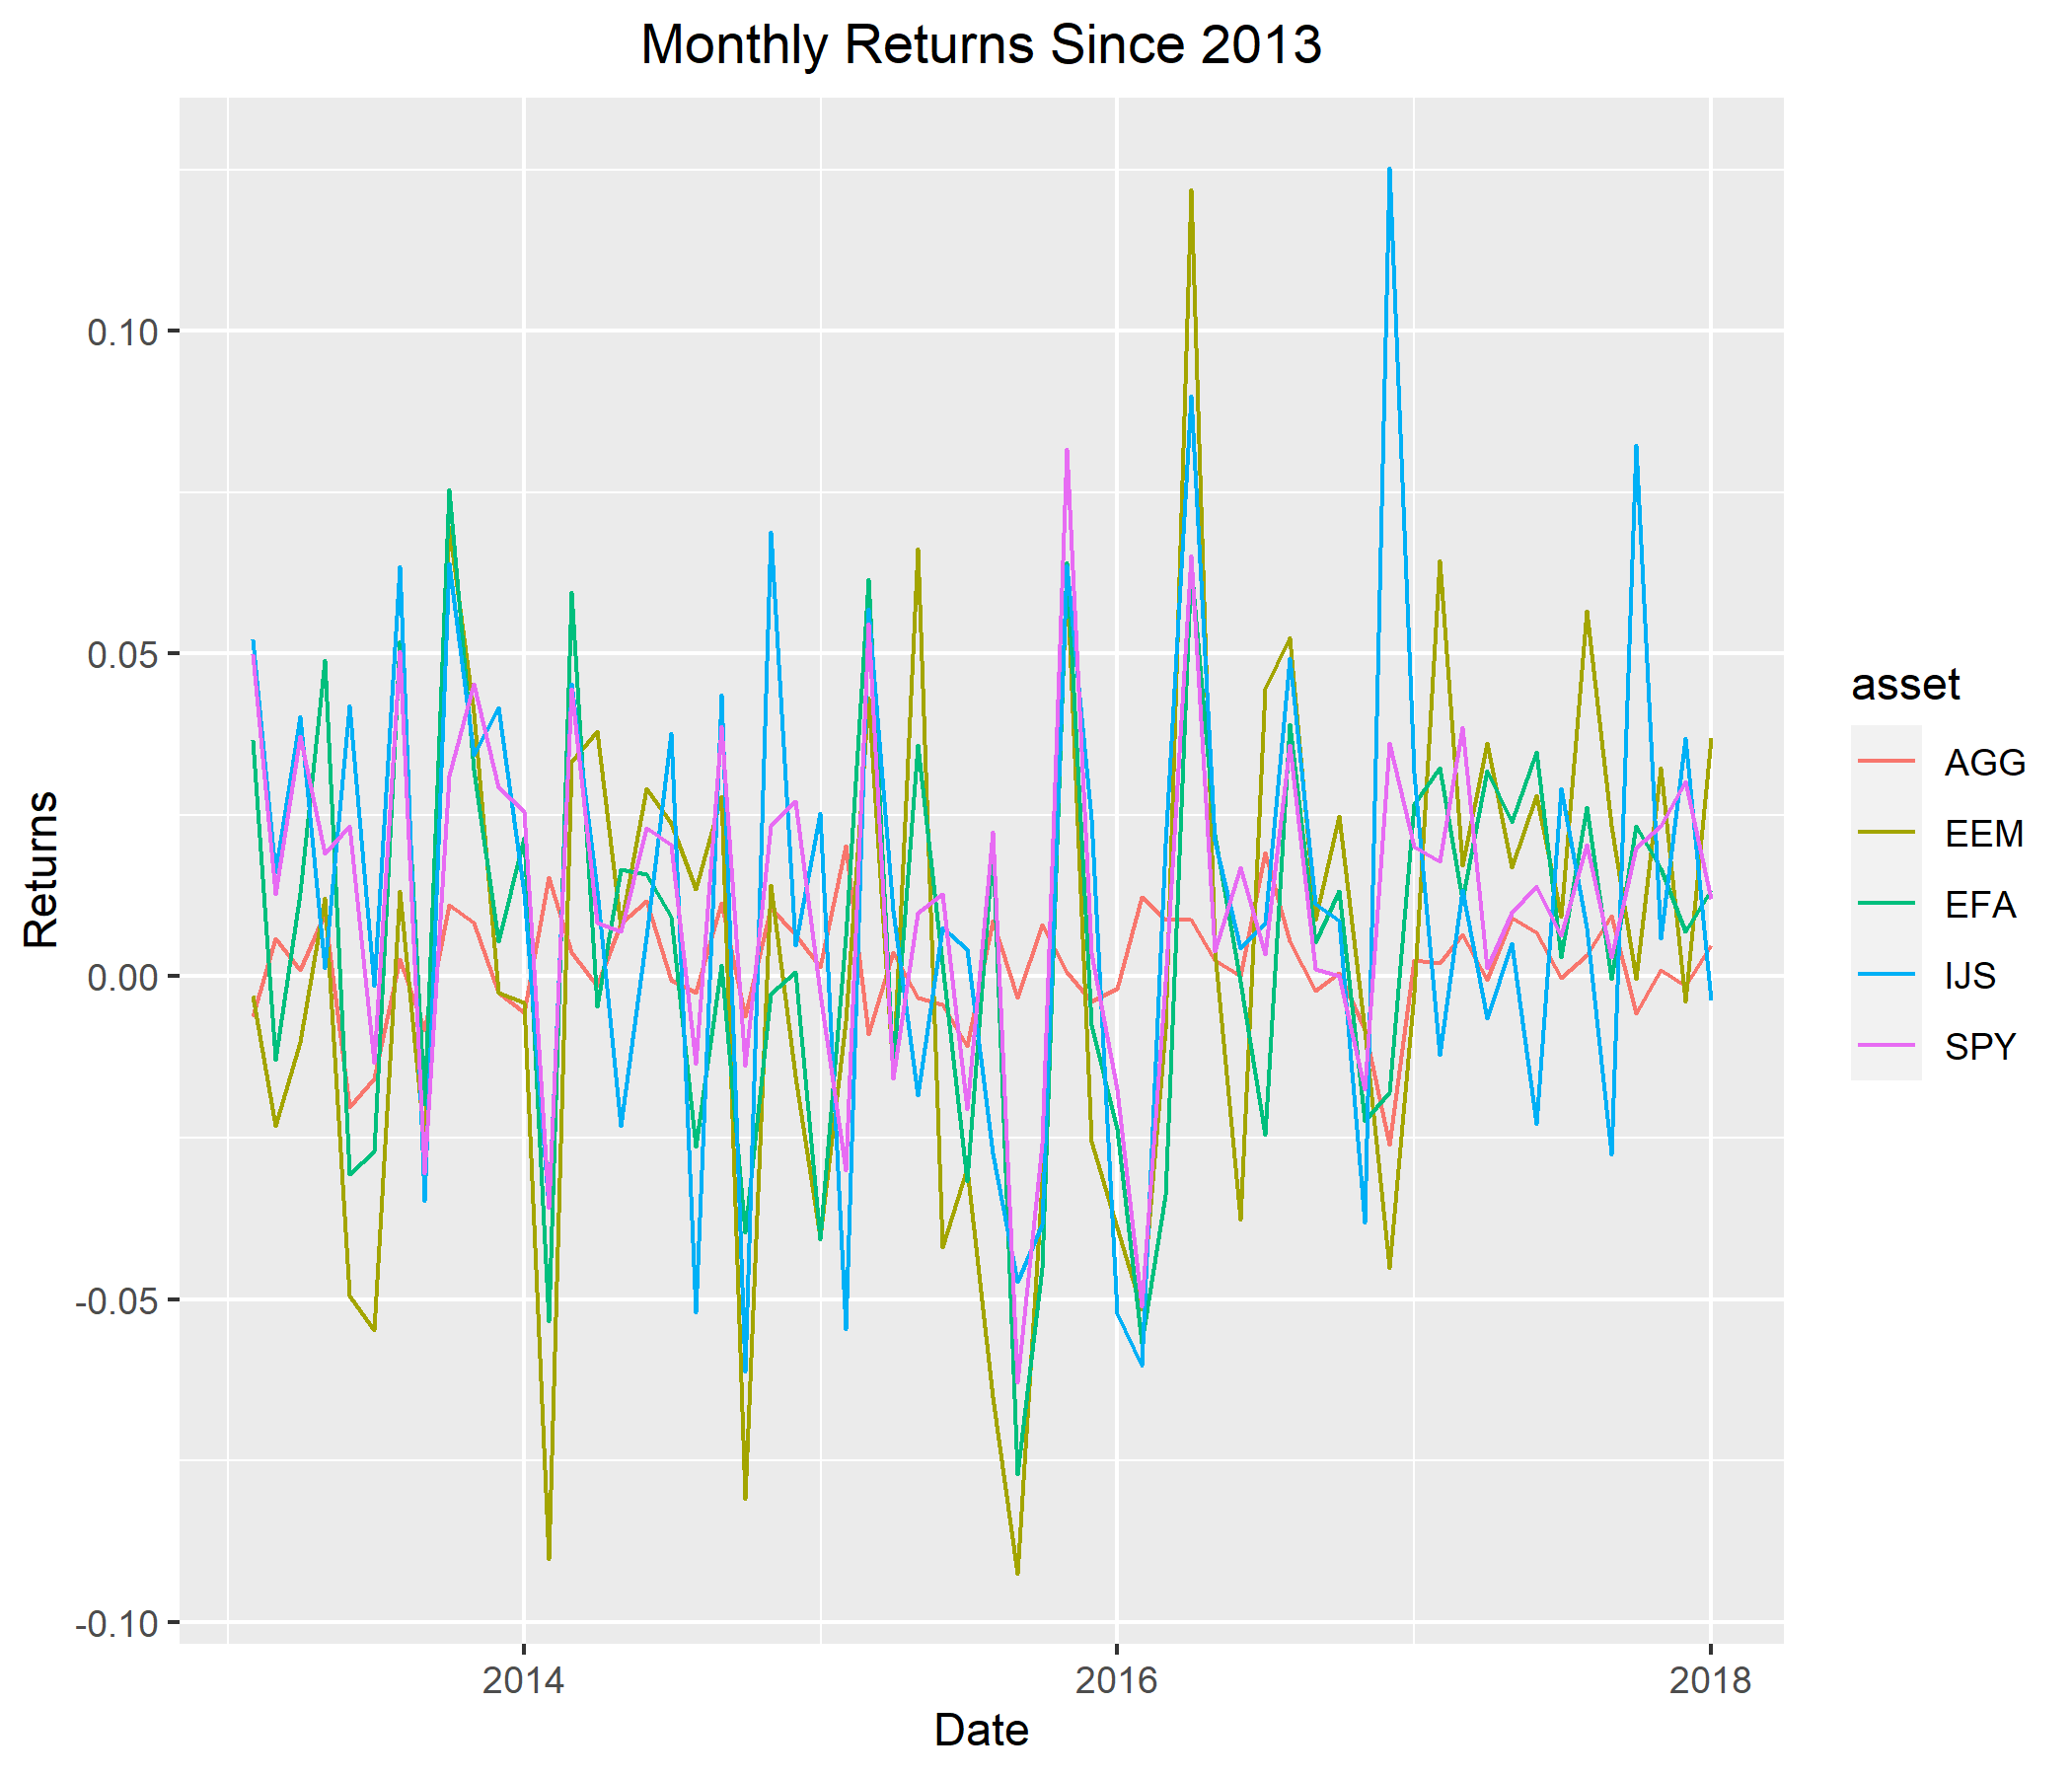 Monthly Returns Since 2013
Returns
0.10
0.05
0.00
-0.05
-0.10
2014 2016 2018
Date
asset
AGG
EEM
EFA
IJS
SPY